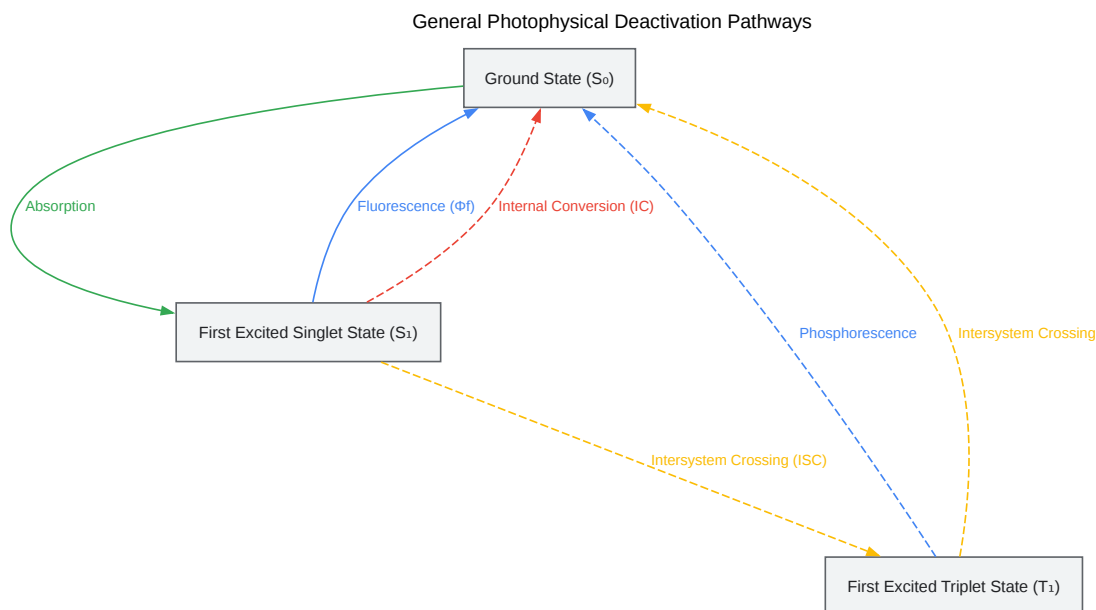 General Photophysical Deactivation Pathways
Ground State (S₀)
Absorption
Fluorescence (Φf)
Internal Conversion (IC)
First Excited Singlet State (S₁)
Phosphorescence
Intersystem Crossing
Intersystem Crossing (ISC)
First Excited Triplet State (T₁)